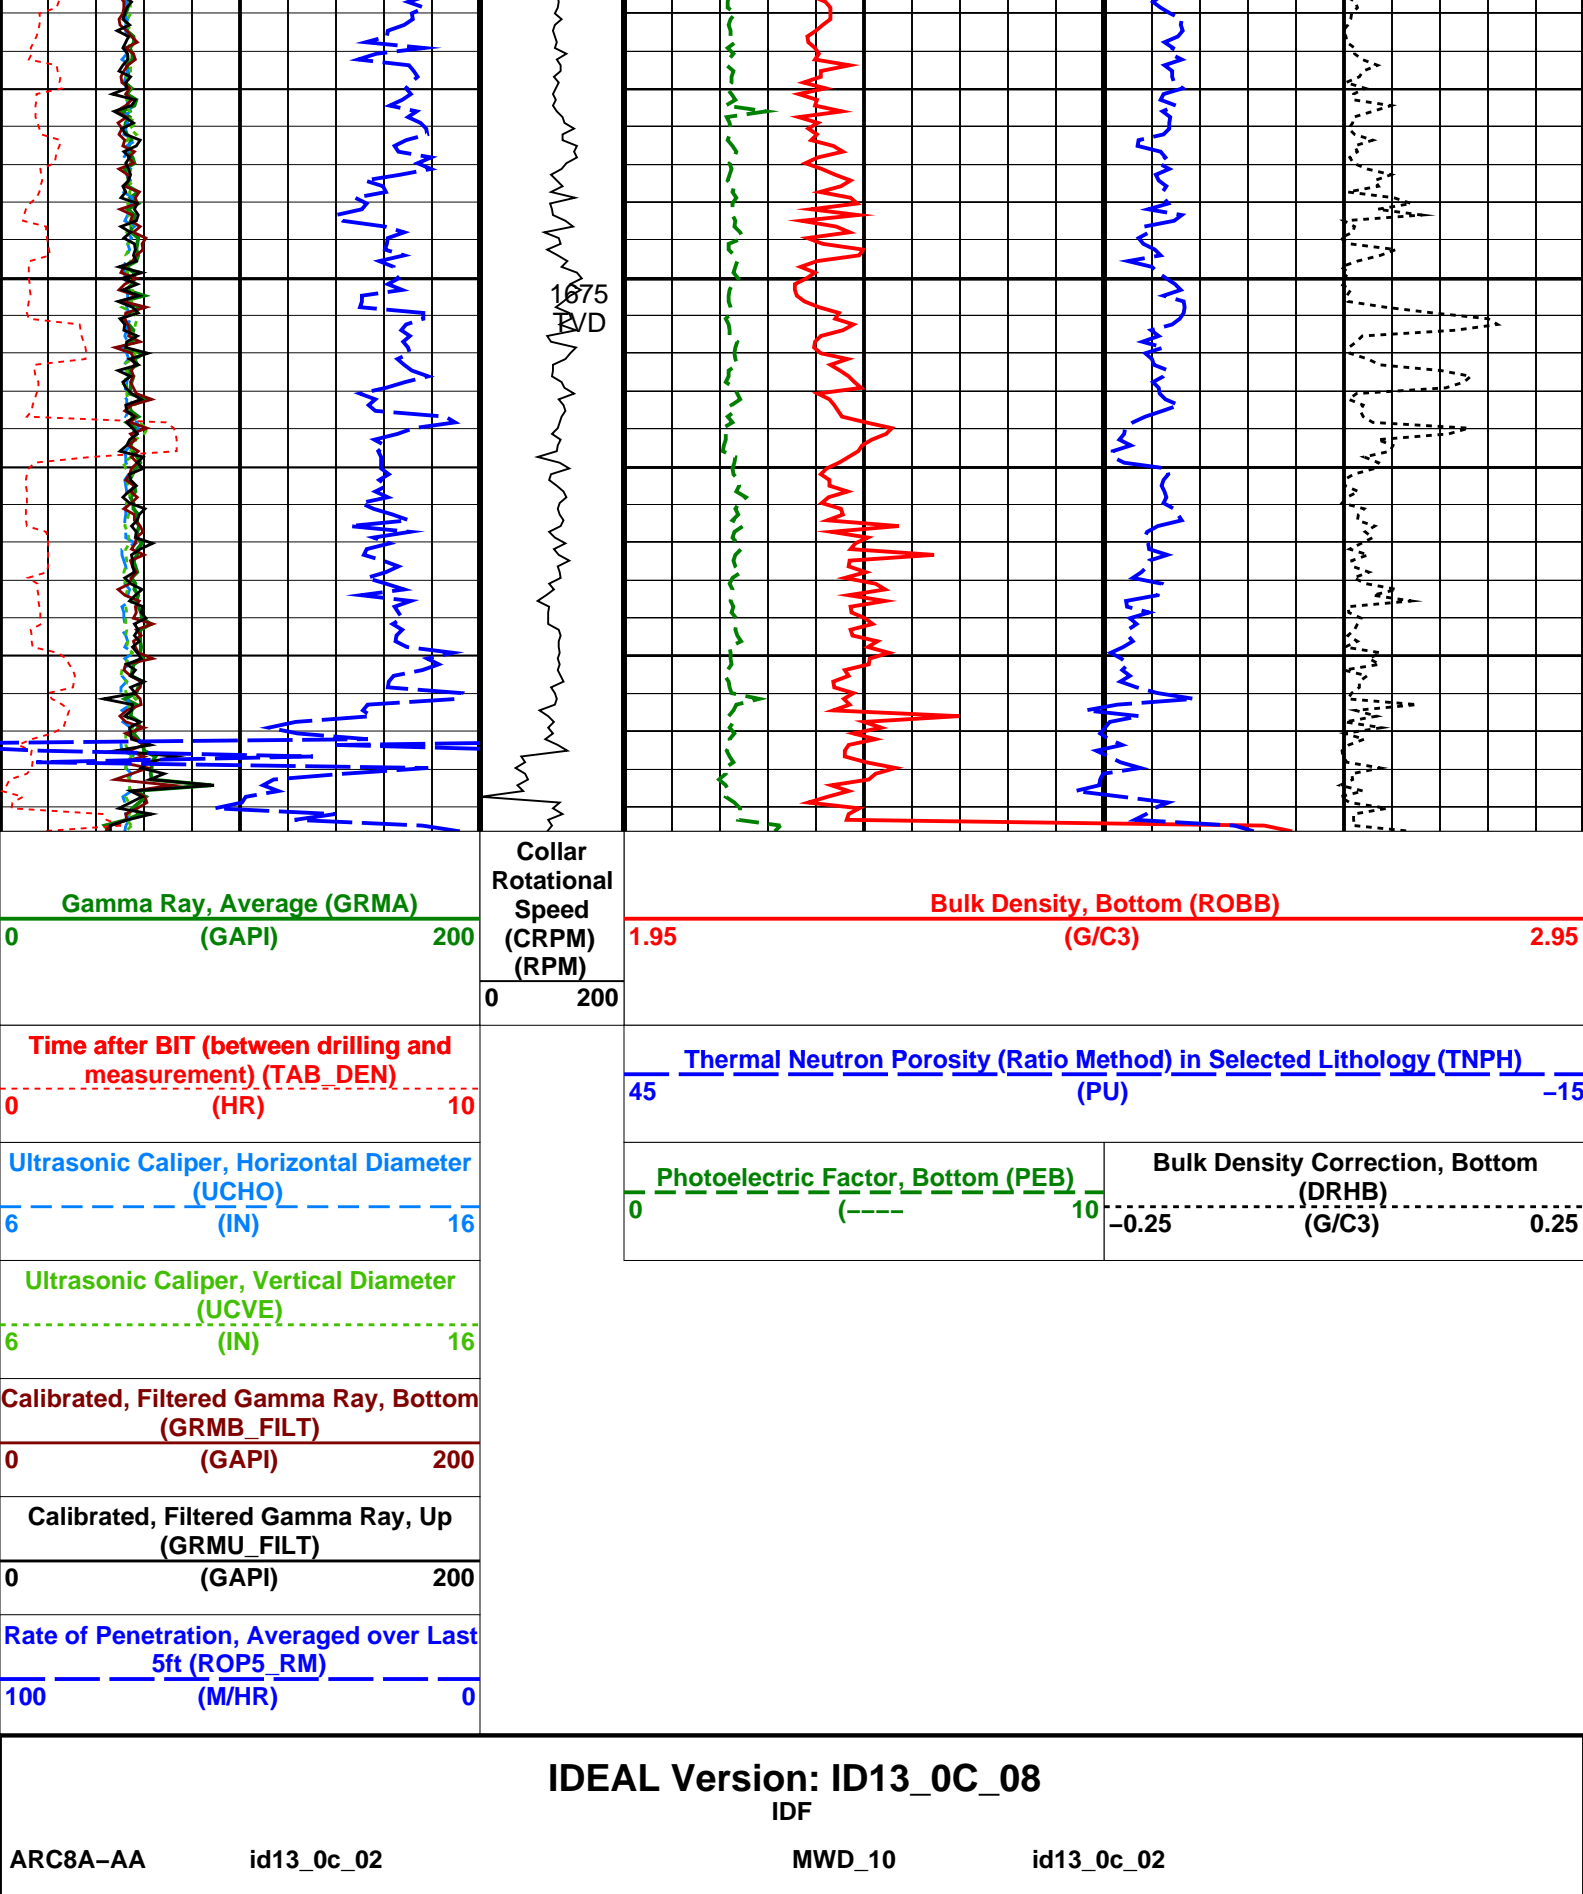 1675
TVD
Gamma Ray, Average (GRMA)
0 (GAPI) 200
Collar
Rotational
Speed
(CRPM)
(RPM)
0 200
Bulk Density, Bottom (ROBB)
1.95 (G/C3) 2.95
Time after BIT (between drilling and
measurement) (TAB_DEN)
0 (HR) 10
Thermal Neutron Porosity (Ratio Method) in Selected Lithology (TNPH)
45 (PU) −15
Ultrasonic Caliper, Horizontal Diameter
(UCHO)
6 (IN) 16
Photoelectric Factor, Bottom (PEB)
0 (−−−− 10
Bulk Density Correction, Bottom
(DRHB)
−0.25 (G/C3) 0.25
Ultrasonic Caliper, Vertical Diameter
(UCVE)
6 (IN) 16
Calibrated, Filtered Gamma Ray, Bottom
(GRMB_FILT)
0 (GAPI) 200
Calibrated, Filtered Gamma Ray, Up
(GRMU_FILT)
0 (GAPI) 200
Rate of Penetration, Averaged over Last
5ft (ROP5_RM)
100 (M/HR) 0
IDEAL Version: ID13_0C_08
IDF
ARC8A−AA id13_0c_02 MWD_10 id13_0c_02